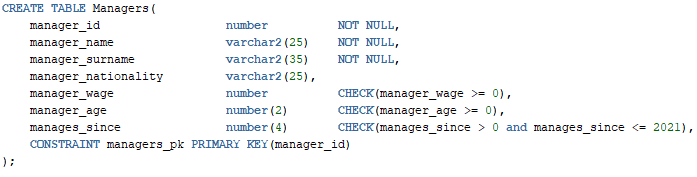 CREATE TABLE Managers(
manager_id number NOT NULL,
manager_name varchar2(25) NOT NULL,
manager_surname varchar2(35) NOT NULL,
manager_nationality varchar2(25),
manager_wage number CHECK(manager_wage >= 0),
manager_age number(2) CHECK(manager_age >= 0),
manages_since number(4) CHECK(manages_since > 0 and manages_since <= 2021),
CONSTRAINT managers_pk PRIMARY KEY(manager_id)
);